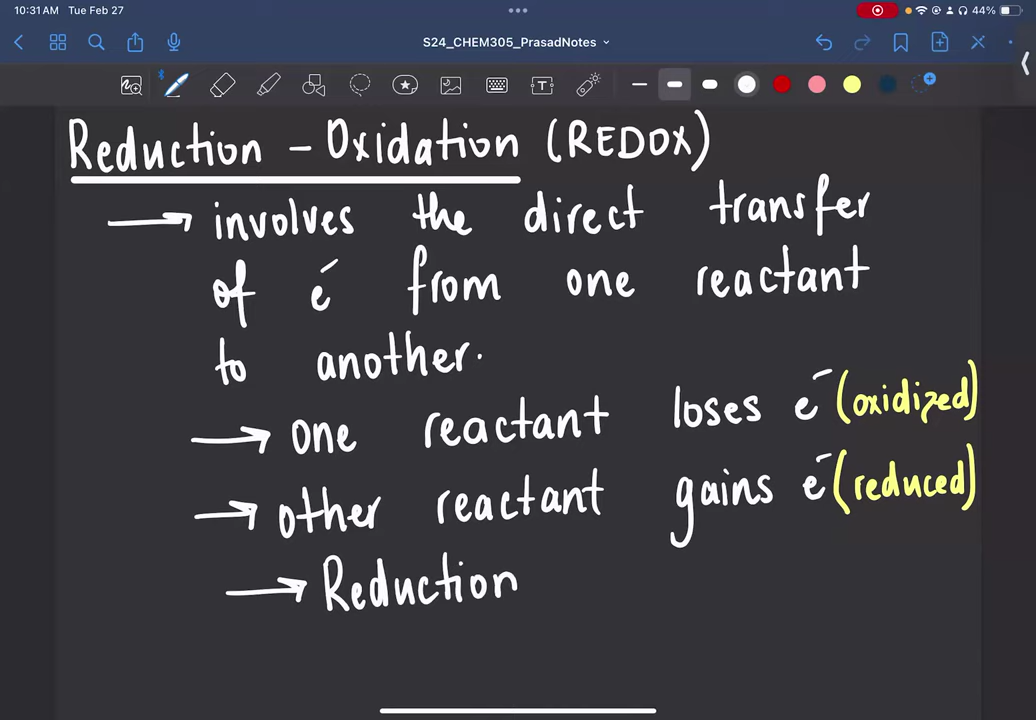 10:31 AM Tue Feb 27
44%
S24_CHEM305_PrasadNotes
Reduction - Oxidation (REDOX)
→ involves the direct transfer
of e⁻ from one reactant
to another.
→ one reactant loses e⁻ (oxidized)
→ other reactant gains e⁻ (reduced)
→ Reduction